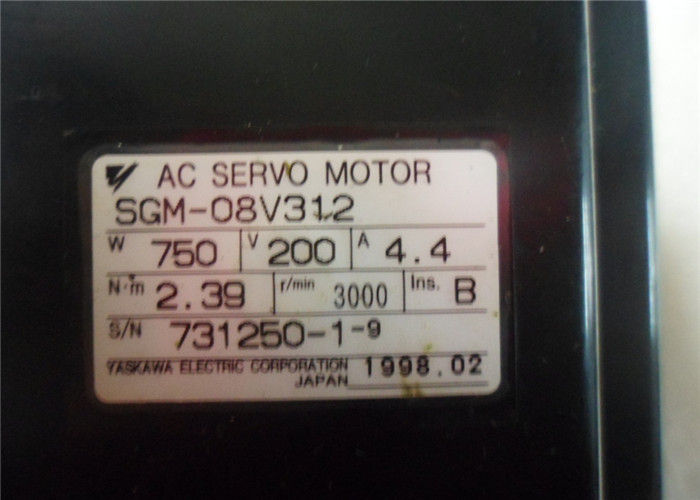 AC SERVO MOTOR
SGM-08V312
W 750 V 200 A 4.4
N·m 2.39 r/min 3000 Ins. B
S/N 731250-1-9
YASKAWA ELECTRIC CORPORATION 1998.02
JAPAN